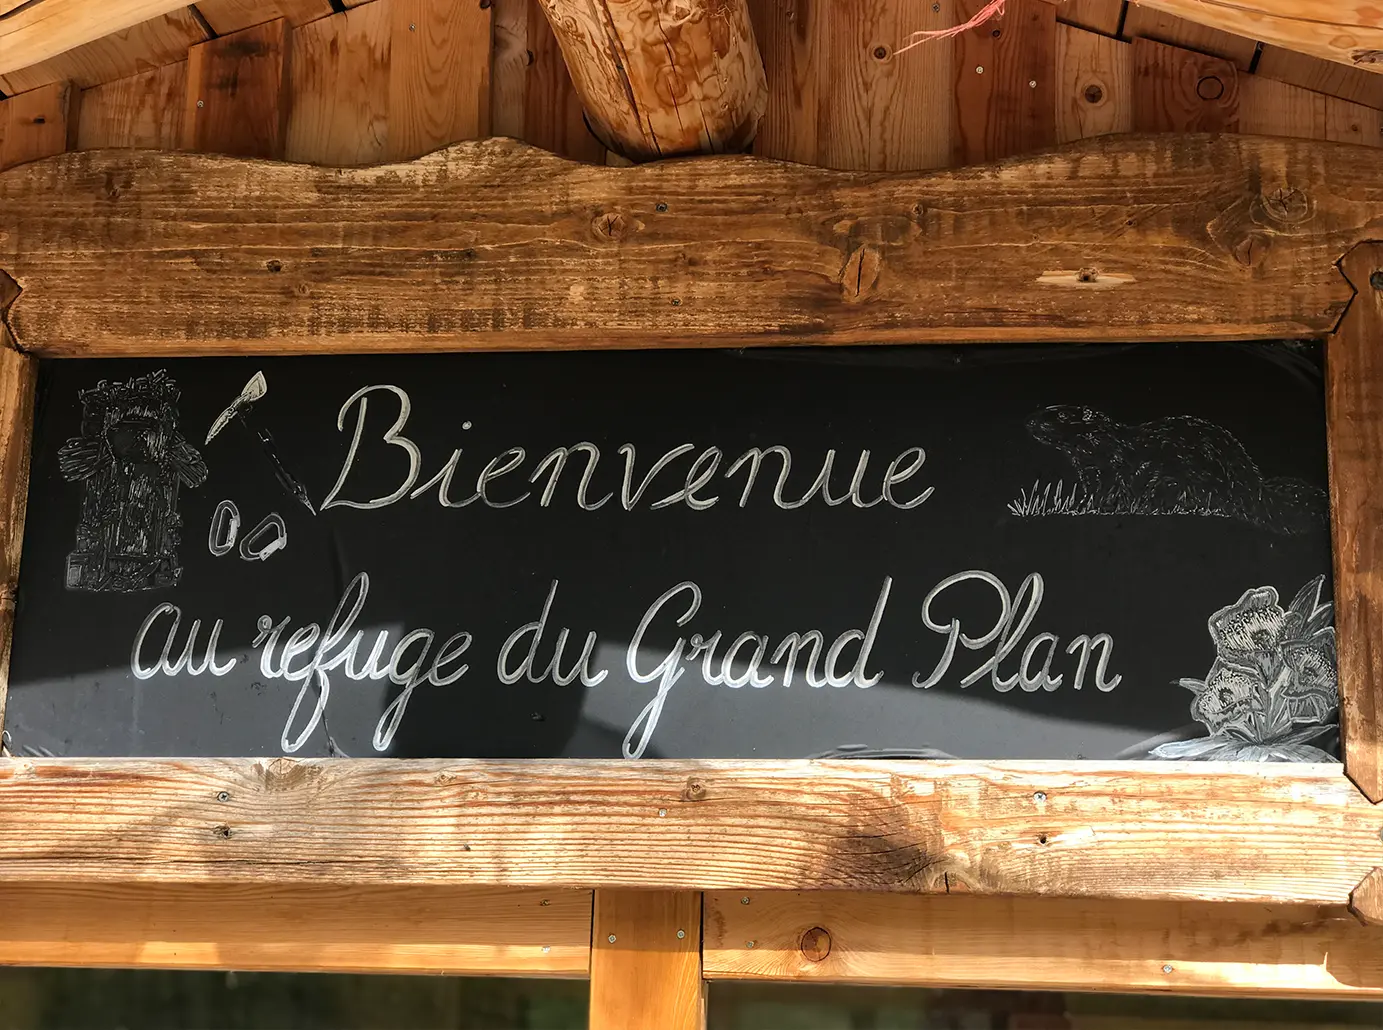 Bienvenue
au refuge du Grand Plan